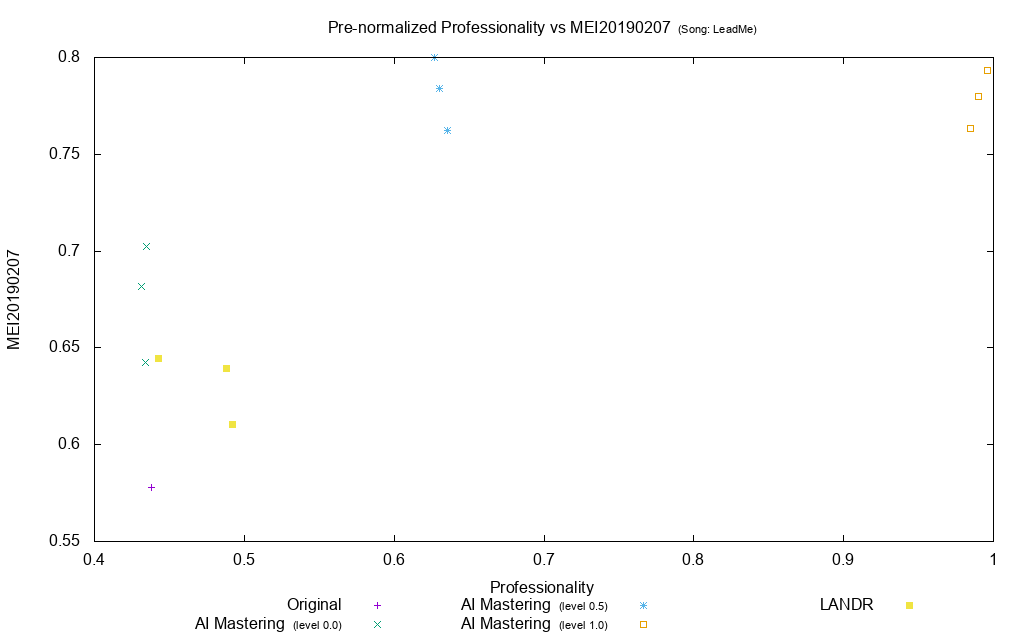 Pre-normalized Professionality vs MEI20190207 (Song: LeadMe)
0.8
0.75
0.7
0.65
0.6
0.55
MEI20190207
0.4 0.5 0.6 0.7 0.8 0.9 1
Professionality
Original AI Mastering (level 0.5) LANDR
AI Mastering (level 0.0) AI Mastering (level 1.0)